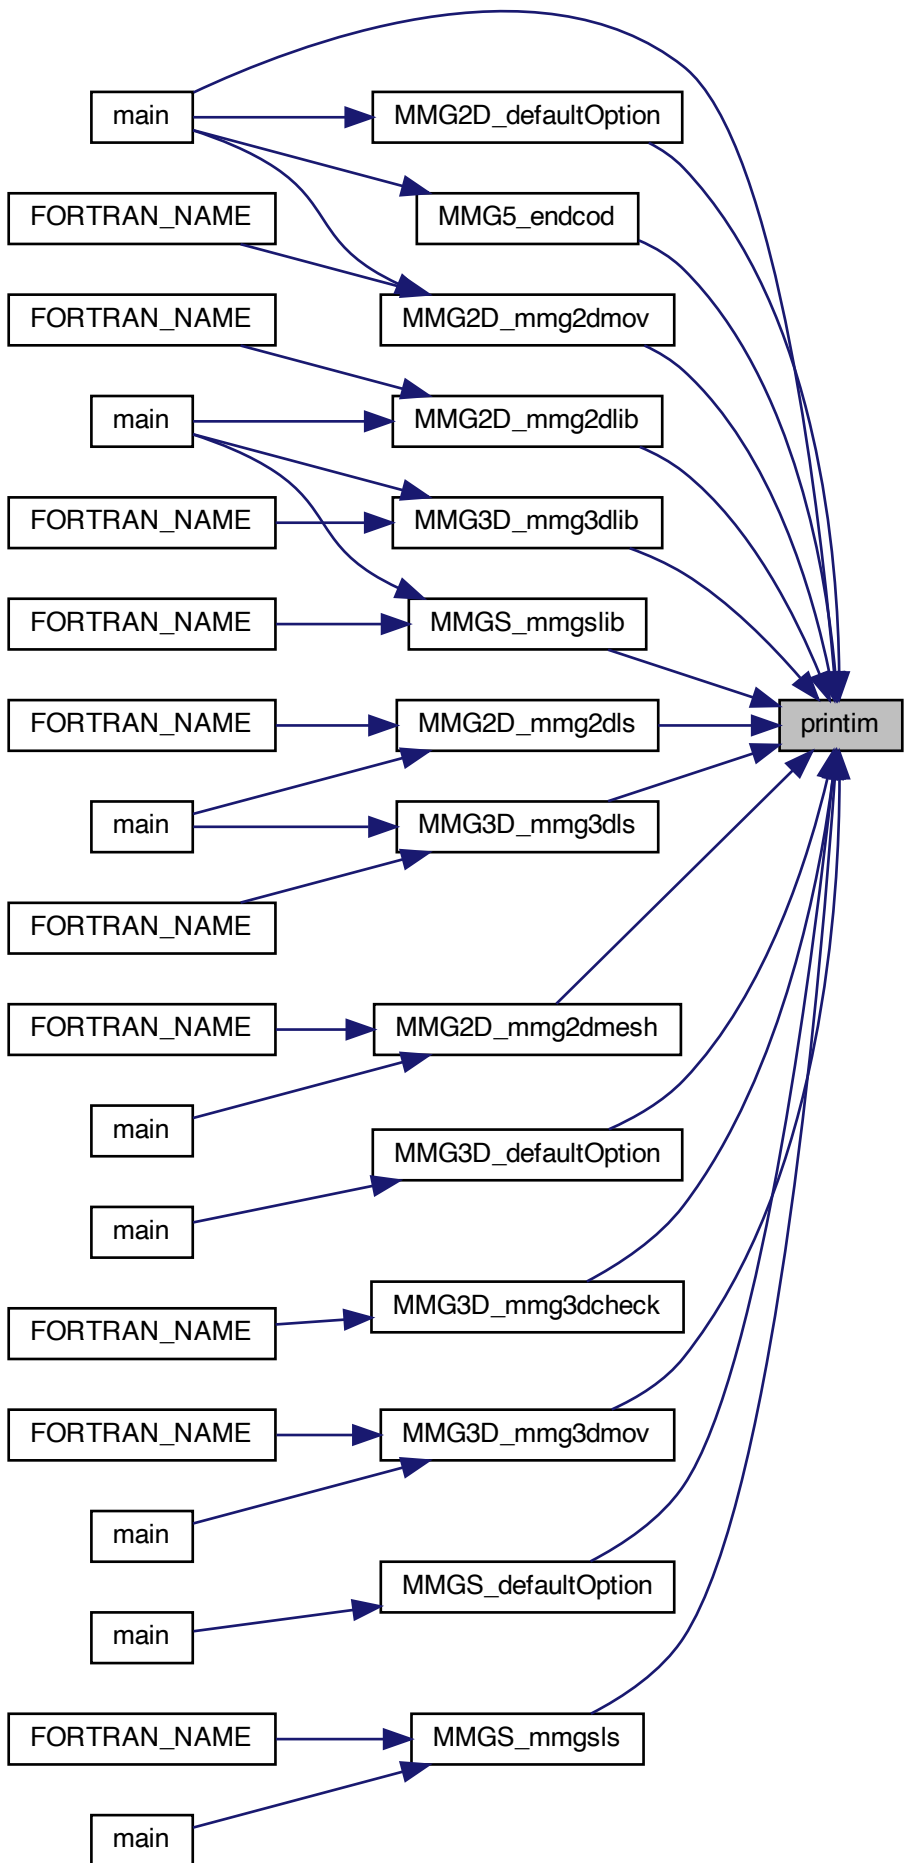 main
MMG2D_defaultOption
FORTRAN_NAME
MMG5_endcod
FORTRAN_NAME
MMG2D_mmg2dmov
main
MMG2D_mmg2dlib
FORTRAN_NAME
MMG3D_mmg3dlib
FORTRAN_NAME
MMGS_mmgslib
FORTRAN_NAME
MMG2D_mmg2dls
printim
main
MMG3D_mmg3dls
FORTRAN_NAME
FORTRAN_NAME
MMG2D_mmg2dmesh
main
MMG3D_defaultOption
main
MMG3D_mmg3dcheck
FORTRAN_NAME
FORTRAN_NAME
MMG3D_mmg3dmov
main
MMGS_defaultOption
main
FORTRAN_NAME
MMGS_mmgsls
main